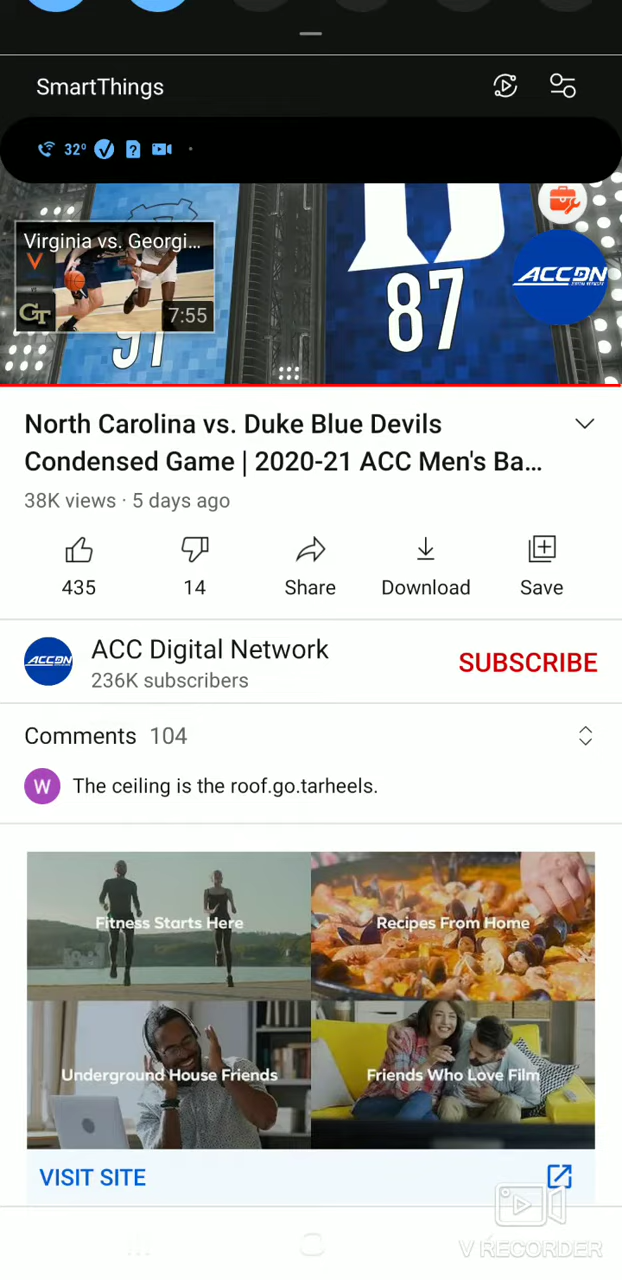 SmartThings
32°
Virginia vs. Georgi...
GT
7:55
91
87
ACCDN
North Carolina vs. Duke Blue Devils
Condensed Game | 2020-21 ACC Men's Ba...
38K views · 5 days ago
435
14
Share
Download
Save
ACCDN
ACC Digital Network
236K subscribers
SUBSCRIBE
Comments 104
W
The ceiling is the roof.go.tarheels.
Fitness Starts Here
Recipes From Home
Underground House Friends
Friends Who Love Film
VISIT SITE
V RECORDER